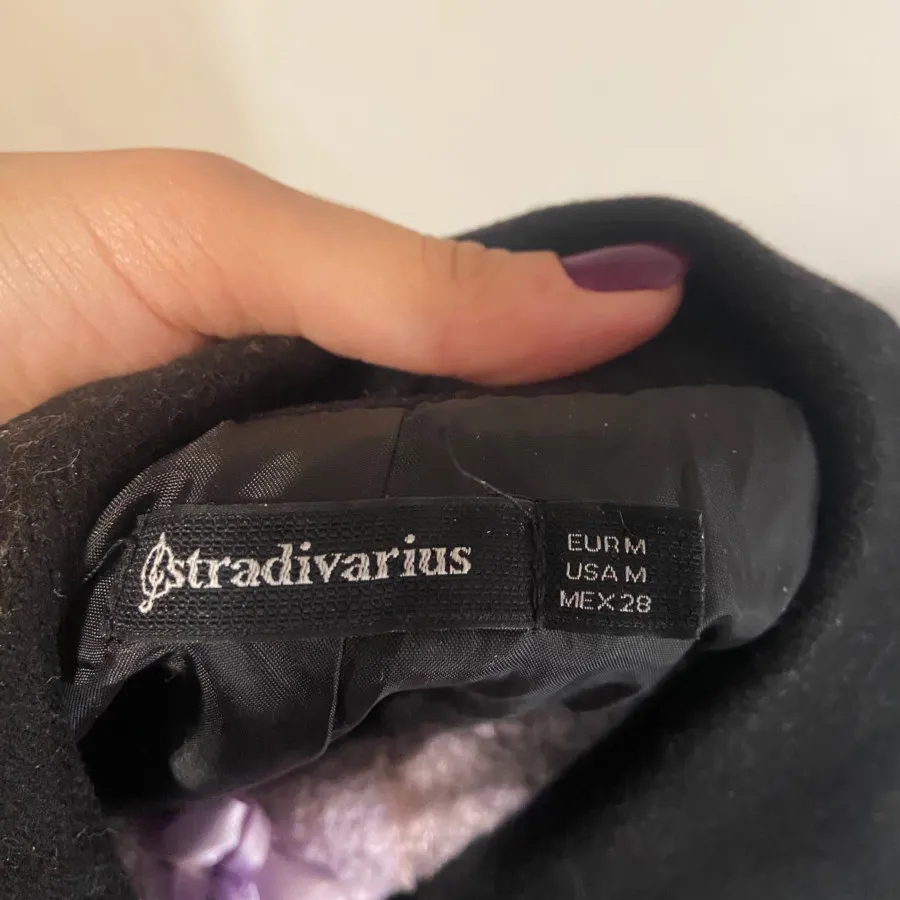 stradivarius
EUR M
USA M
MEX 28